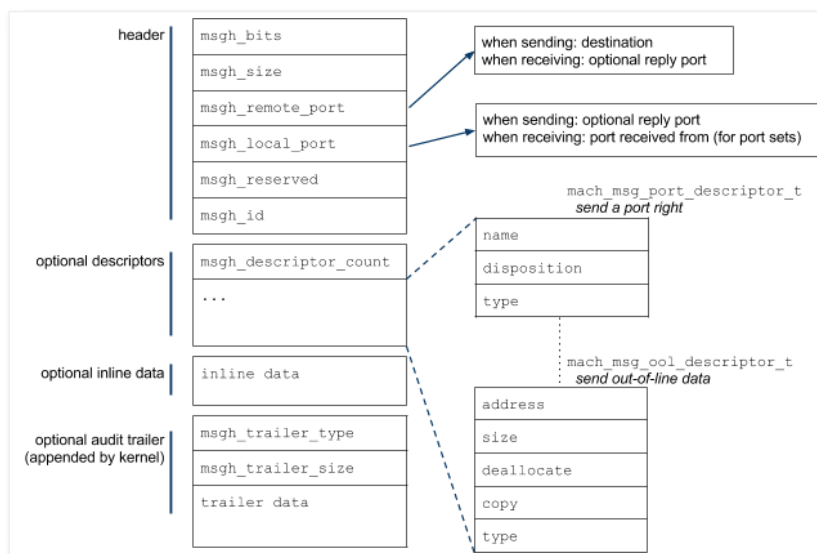 header
msgh_bits
msgh_size
msgh_remote_port
msgh_local_port
msgh_reserved
msgh_id
when sending: destination
when receiving: optional reply port
when sending: optional reply port
when receiving: port received from (for port sets)
optional descriptors
msgh_descriptor_count
...
mach_msg_port_descriptor_t
send a port right
name
disposition
type
optional inline data
inline data
mach_msg_ool_descriptor_t
send out-of-line data
address
size
deallocate
copy
type
optional audit trailer
(appended by kernel)
msgh_trailer_type
msgh_trailer_size
trailer data